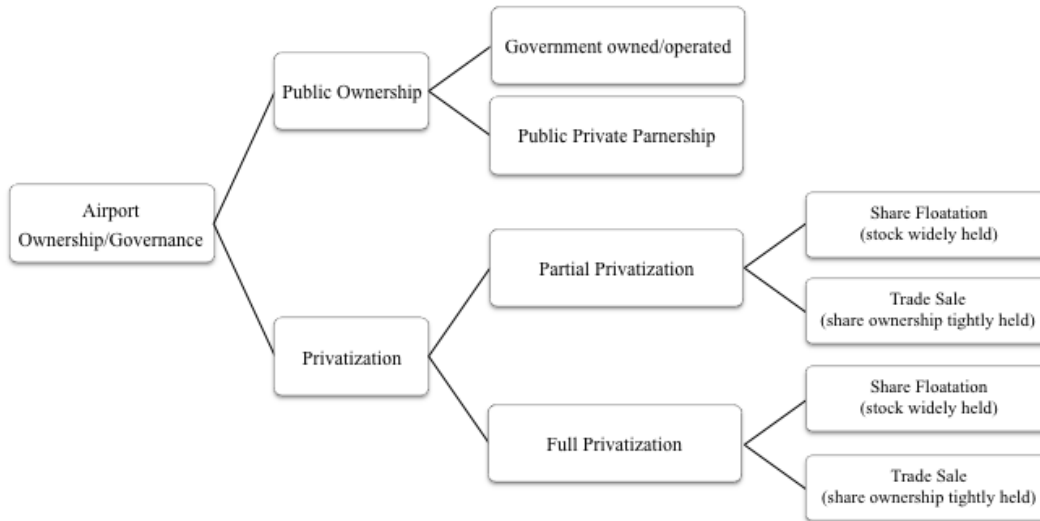 Government owned/operated
Public Ownership
Public Private Parnership
Airport
Ownership/Governance
Share Floatation
(stock widely held)
Partial Privatization
Trade Sale
(share ownership tightly held)
Privatization
Share Floatation
(stock widely held)
Full Privatization
Trade Sale
(share ownership tightly held)